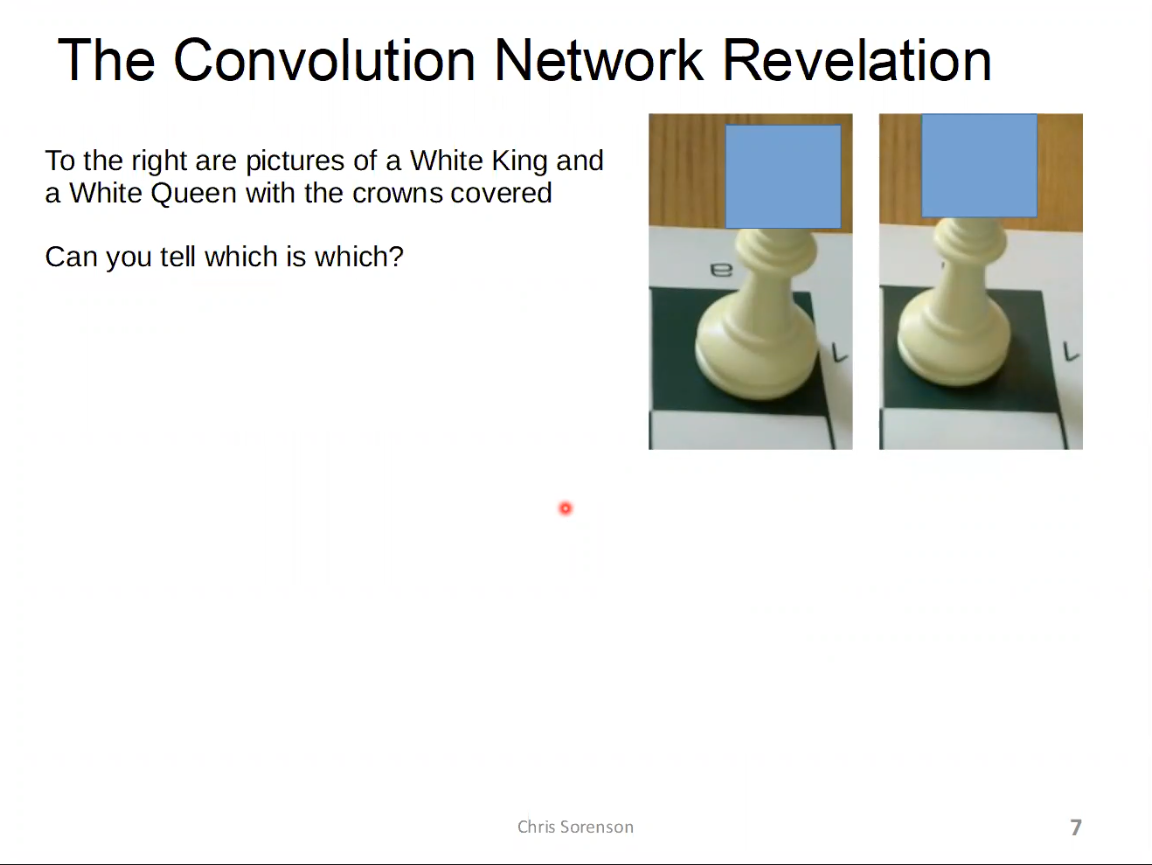 The Convolution Network Revelation
To the right are pictures of a White King and
a White Queen with the crowns covered
Can you tell which is which?
Chris Sorenson
7